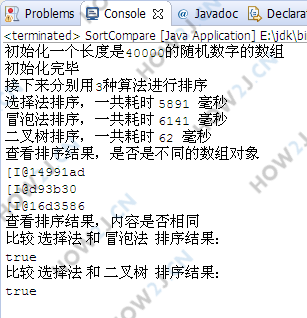 Problems Console Javadoc Declar
<terminated> SortCompare [Java Application] E:\jdk\bi
初始化一个长度是40000的随机数字的数组
初始化完毕
接下来分别用3种算法进行排序
选择法排序，一共耗时 5891 毫秒
冒泡法排序，一共耗时 6141 毫秒
二叉树排序，一共耗时 62 毫秒
查看排序结果，是否是不同的数组对象
[I@14991ad
[I@d93b30
[I@16d3586
查看排序结果，内容是否相同
比较 选择法 和 冒泡法 排序结果：
true
比较 选择法 和 二叉树 排序结果：
true
HOW2J.CN